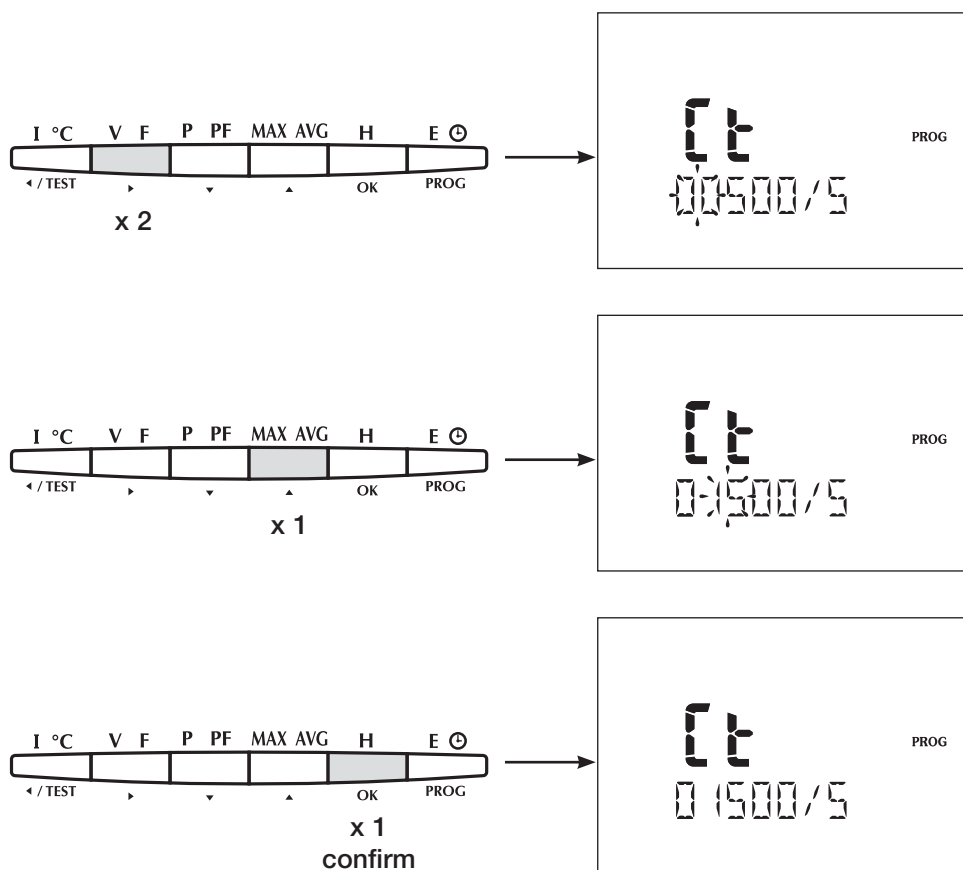 Ct
PROG
00500/5
I °C V F P PF MAX AVG H E
/ TEST OK PROG
x 2
Ct
PROG
01500/5
I °C V F P PF MAX AVG H E
/ TEST OK PROG
x 1
Ct
PROG
01500/5
I °C V F P PF MAX AVG H E
/ TEST OK PROG
x 1
confirm